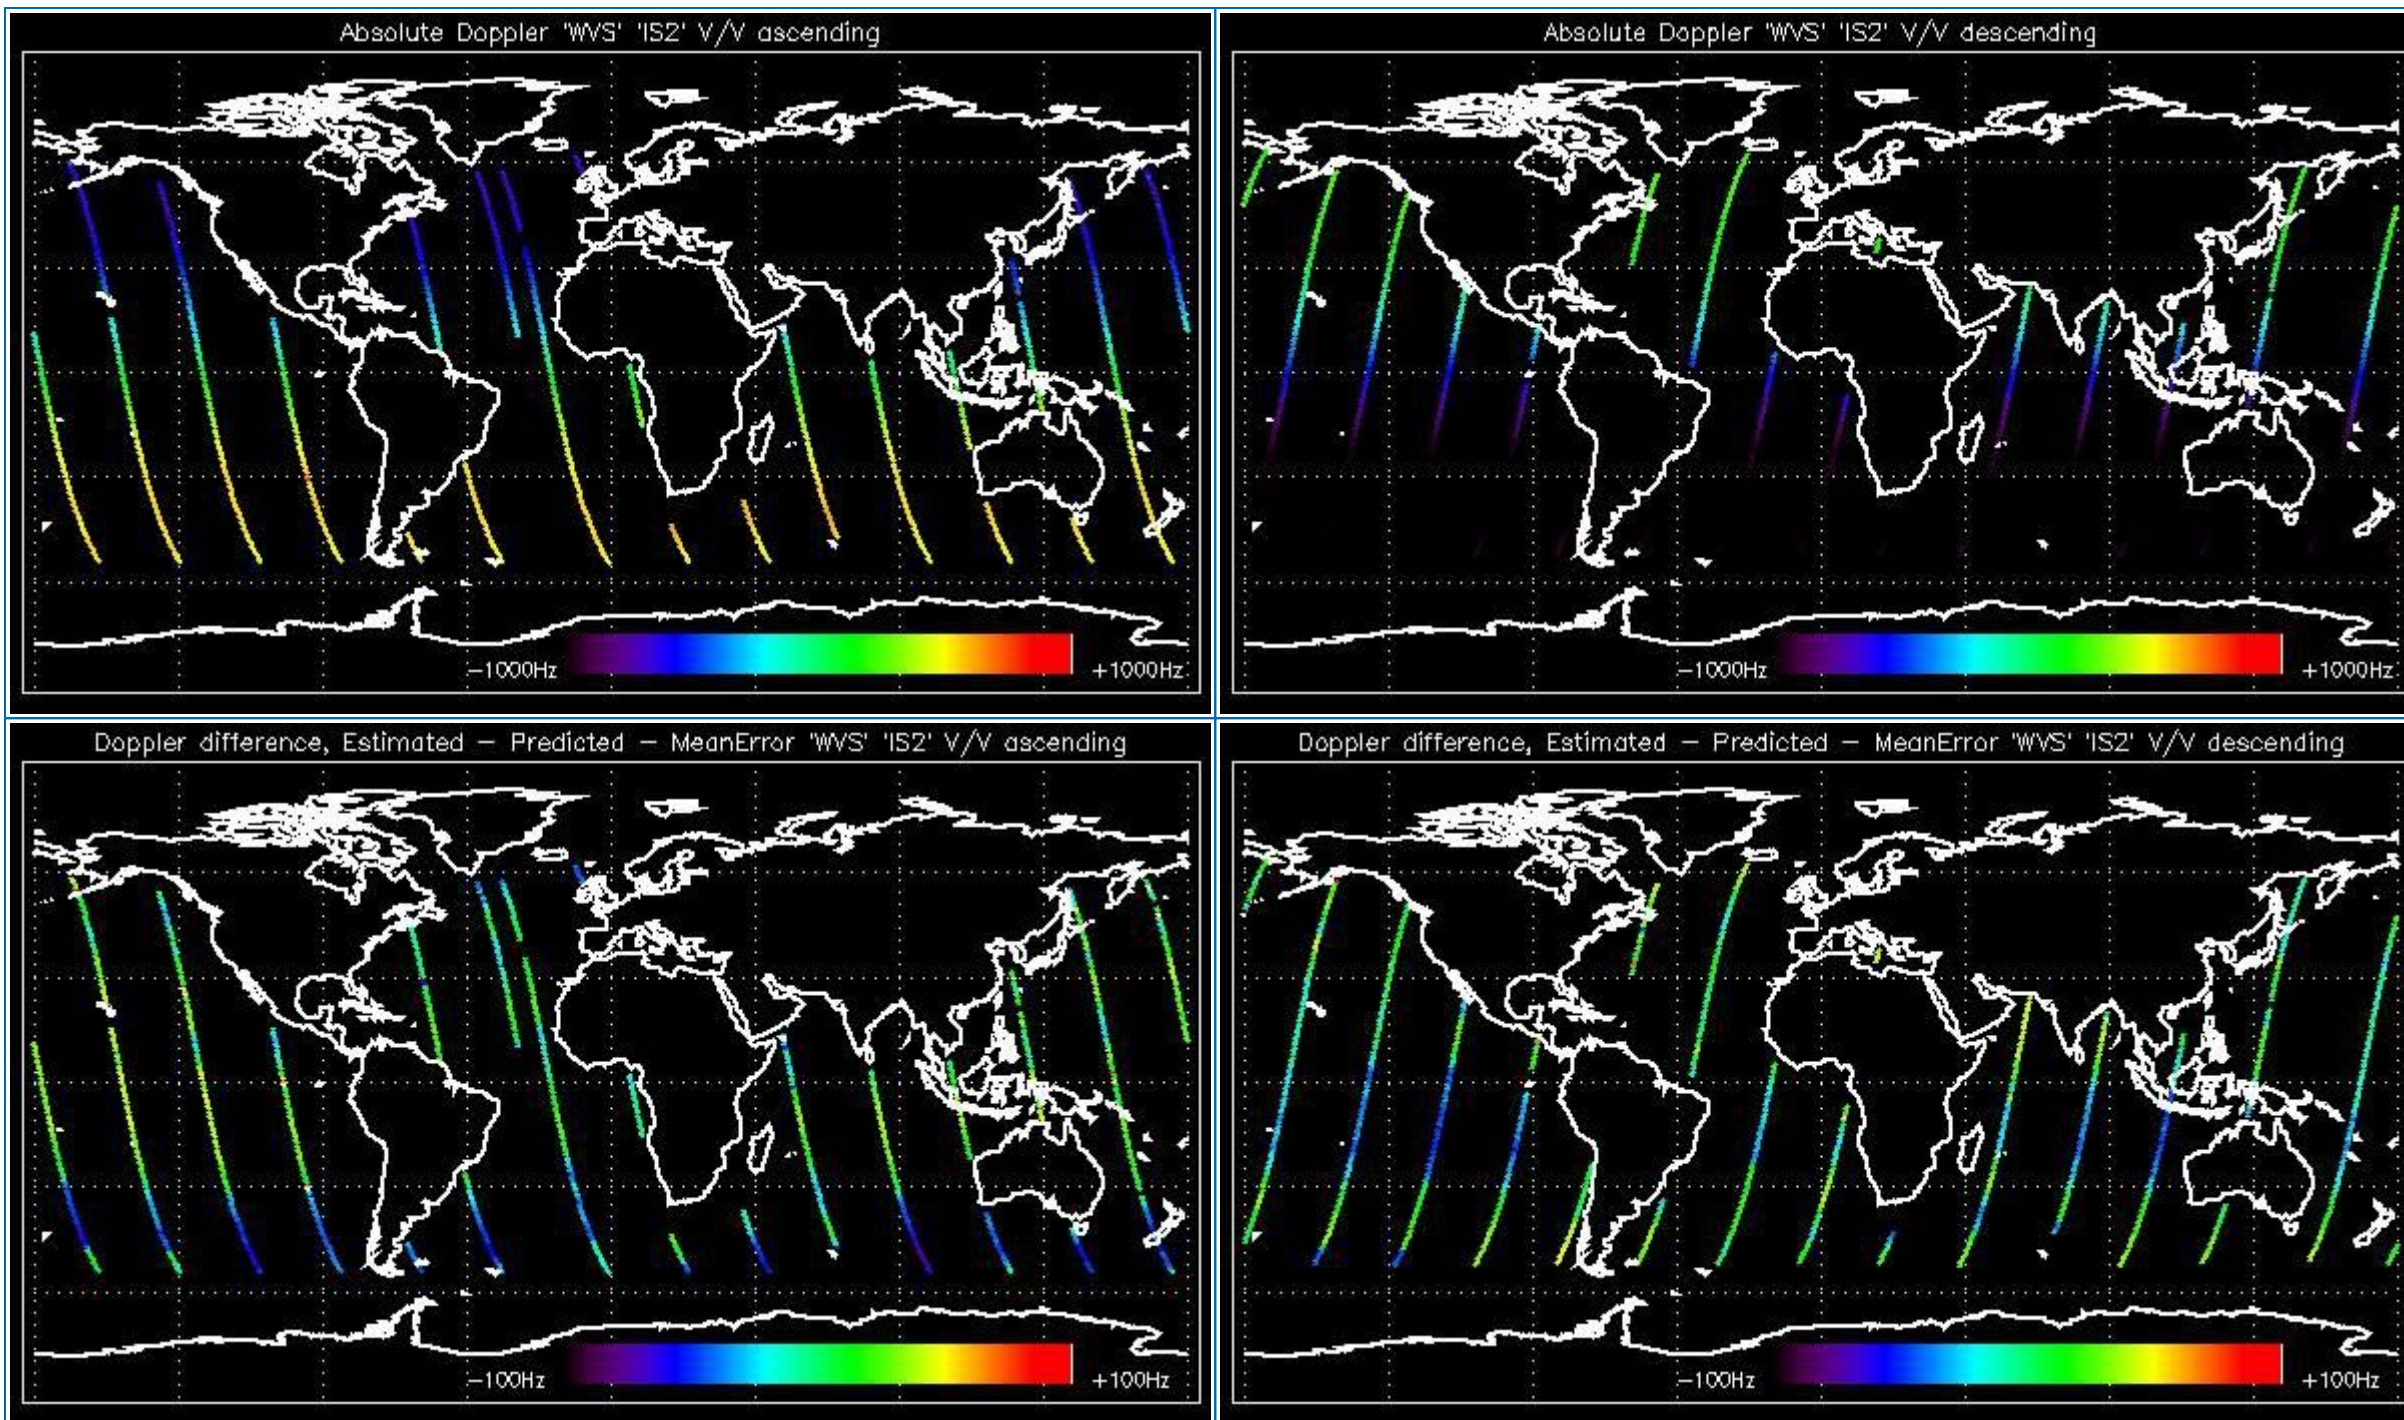 Absolute Doppler 'WVS' 'IS2' V/V ascending
-1000Hz +1000Hz
Absolute Doppler 'WVS' 'IS2' V/V descending
-1000Hz +1000Hz
Doppler difference, Estimated - Predicted - MeanError 'WVS' 'IS2' V/V ascending
-100Hz +100Hz
Doppler difference, Estimated - Predicted - MeanError 'WVS' 'IS2' V/V descending
-100Hz +100Hz